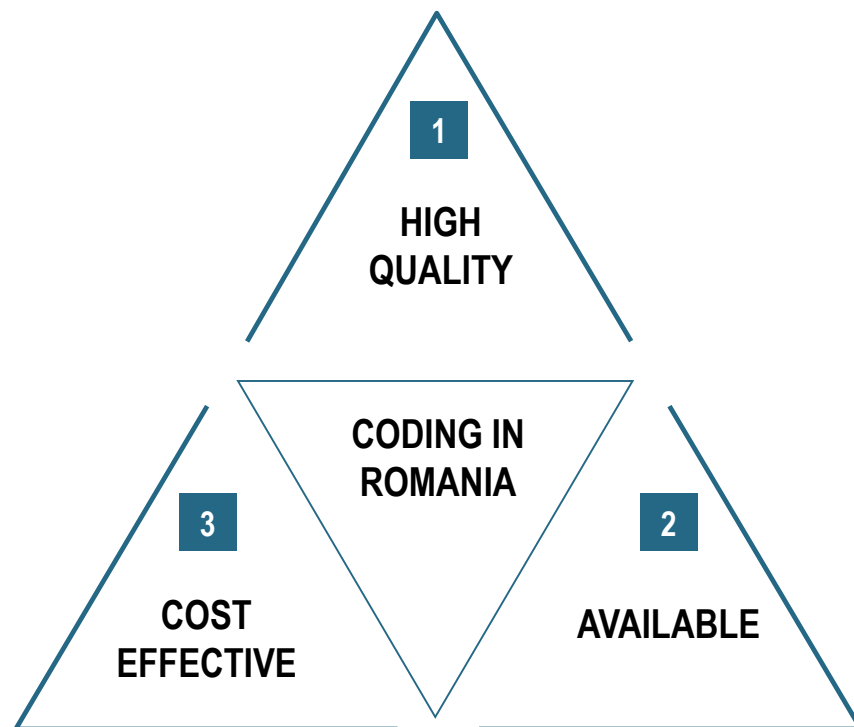 1
HIGH
QUALITY
CODING IN
ROMANIA
3
COST
EFFECTIVE
2
AVAILABLE